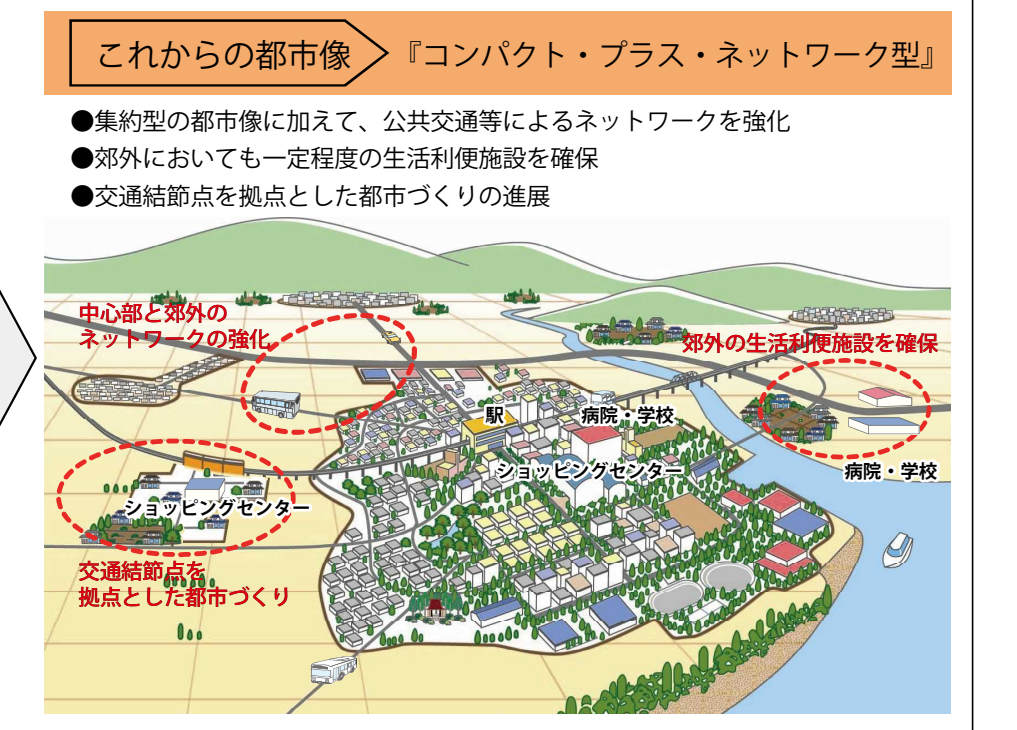 これからの都市像
『コンパクト・プラス・ネットワーク型』
●集約型の都市像に加えて、公共交通等によるネットワークを強化
●郊外においても一定程度の生活利便施設を確保
●交通結節点を拠点とした都市づくりの進展
中心部と郊外の
ネットワークの強化
郊外の生活利便施設を確保
駅
病院・学校
ショッピングセンター
病院・学校
ショッピングセンター
交通結節点を
拠点とした都市づくり